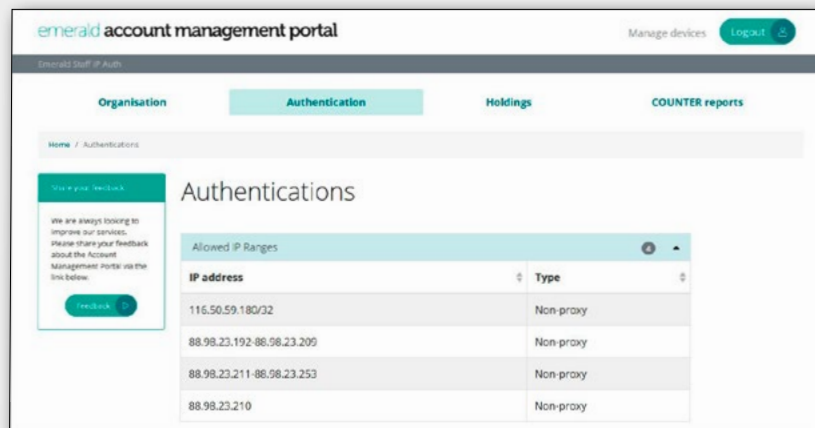 emerald account management portal
Manage devices
Logout
Emerald Staff IP Auth
Organisation
Authentication
Holdings
COUNTER reports
Home / Authentications
Share your feedback
We are always looking to
improve our services.
Please share your feedback
about the Account
Management Portal via the
link below.
Feedback
Authentications
Allowed IP Ranges
4
IP address
Type
116.50.59.180/32
Non-proxy
88.98.23.192-88.98.23.209
Non-proxy
88.98.23.211-88.98.23.253
Non-proxy
88.98.23.210
Non-proxy